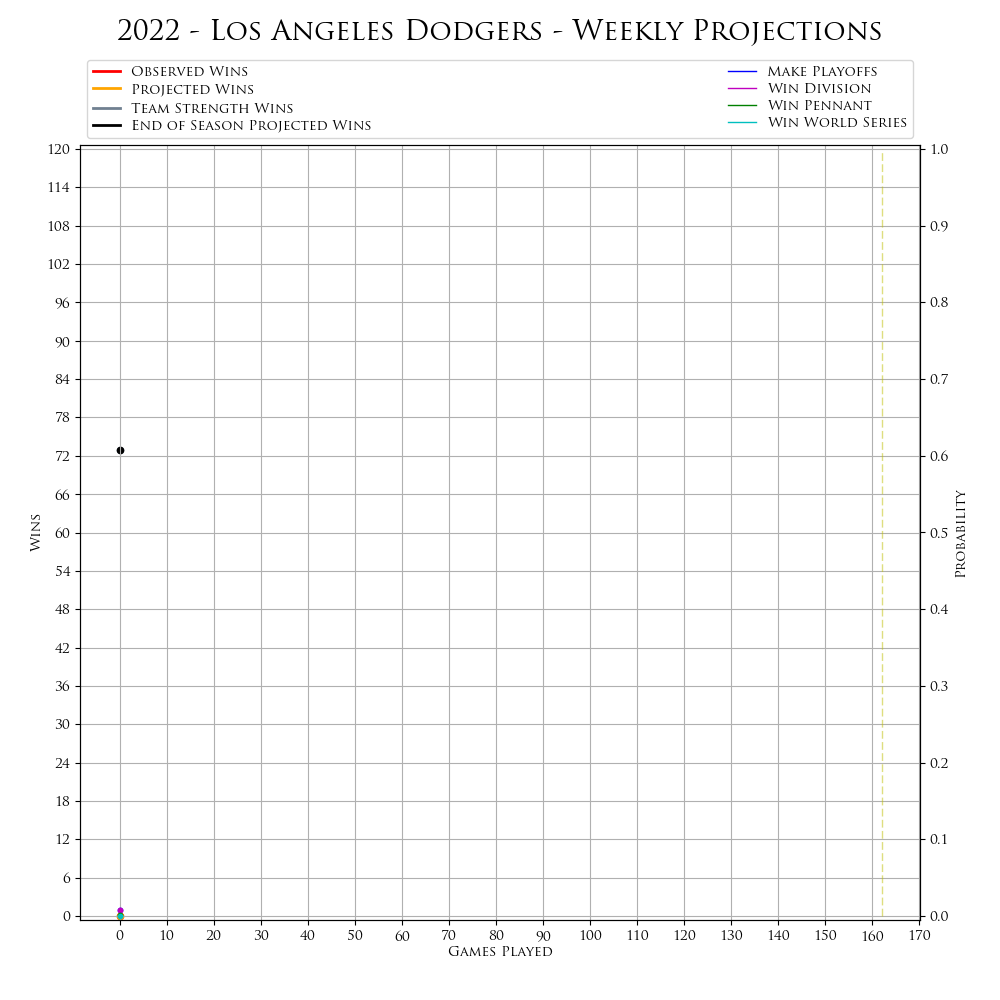 2022 - Los Angeles Dodgers - Weekly Projections
Observed Wins
Projected Wins
Team Strength Wins
End of Season Projected Wins
Make Playoffs
Win Division
Win Pennant
Win World Series
120
114
108
102
96
90
84
78
72
66
60
54
48
42
36
30
24
18
12
6
0
Wins
1.0
0.9
0.8
0.7
0.6
0.5
0.4
0.3
0.2
0.1
0.0
Probability
0 10 20 30 40 50 60 70 80 90 100 110 120 130 140 150 160 170
Games Played